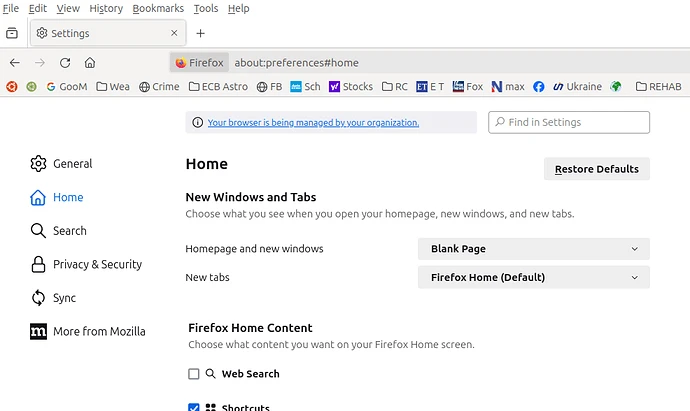 File Edit View History Bookmarks Tools Help
Settings
Firefox about:preferences#home
G GooM Wea Crime ECB Astro FB FB Sch Stocks RC ET E T Fox N max Ukraine REHAB
Your browser is being managed by your organization. Find in Settings
General
Home
Search
Privacy & Security
Sync
m More from Mozilla
Home
Restore Defaults
New Windows and Tabs
Choose what you see when you open your homepage, new windows, and new tabs.
Homepage and new windows Blank Page
New tabs Firefox Home (Default)
Firefox Home Content
Choose what content you want on your Firefox Home screen.
Web Search
Shortcuts